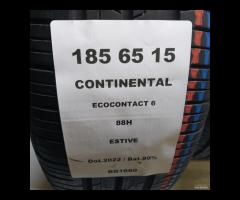 185 65 15
CONTINENTAL
ECOCONTACT 6
88H
ESTIVE
Dot.2022 / Bat.90%